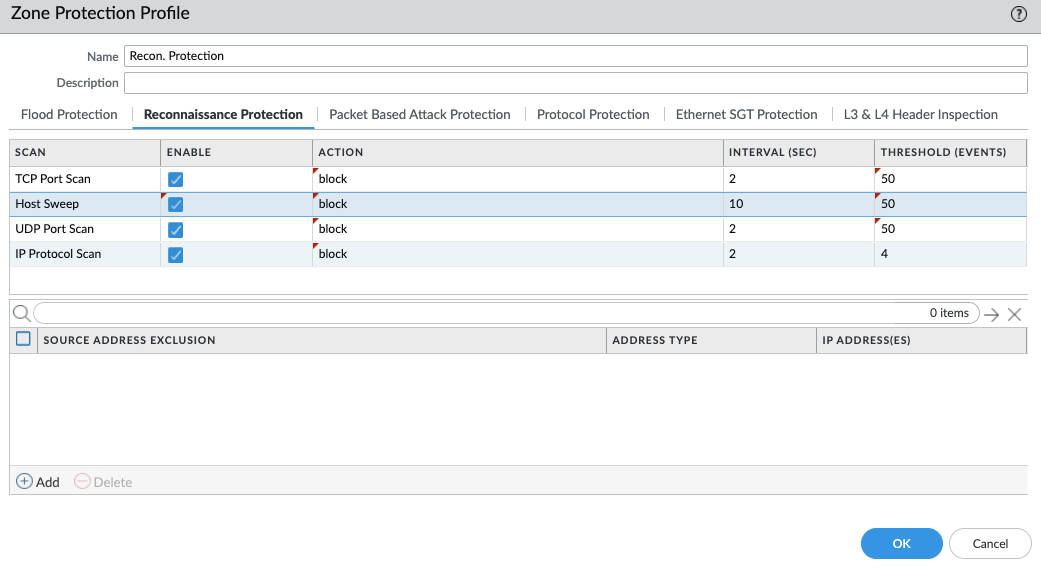 Zone Protection Profile
Name Recon. Protection
Description
Flood Protection Reconnaissance Protection Packet Based Attack Protection Protocol Protection Ethernet SGT Protection L3 & L4 Header Inspection
SCAN ENABLE ACTION INTERVAL (SEC) THRESHOLD (EVENTS)
TCP Port Scan block 2 50
Host Sweep block 10 50
UDP Port Scan block 2 50
IP Protocol Scan block 2 4
0 items
SOURCE ADDRESS EXCLUSION ADDRESS TYPE IP ADDRESS(ES)
Add Delete
OK Cancel